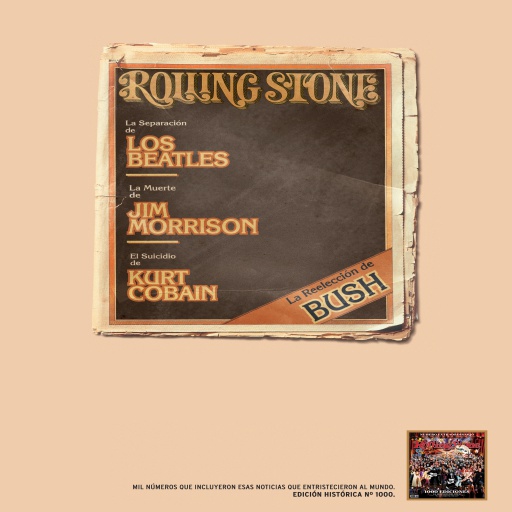 ROLLING STONE
La Separación
de
LOS
BEATLES
La Muerte
de
JIM
MORRISON
El Suicidio
de
KURT
COBAIN
La Reelección de
BUSH
1000 EDICIONES
MIL NÚMEROS QUE INCLUYERON ESAS NOTICIAS QUE ENTRISTECIERON AL MUNDO.
EDICIÓN HISTÓRICA Nº 1000.